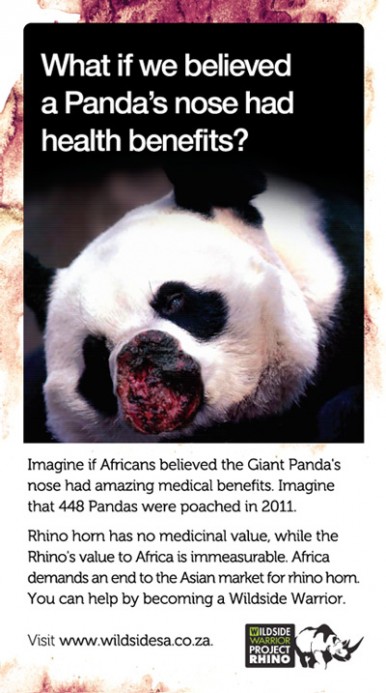 What if we believed
a Panda's nose had
health benefits?
Imagine if Africans believed the Giant Panda's
nose had amazing medical benefits. Imagine
that 448 Pandas were poached in 2011.
Rhino horn has no medicinal value, while the
Rhino's value to Africa is immeasurable. Africa
demands an end to the Asian market for rhino horn.
You can help by becoming a Wildside Warrior.
Visit www.wildsidesa.co.za.
WILDSIDE
WARRIOR
PROJECT
RHINO